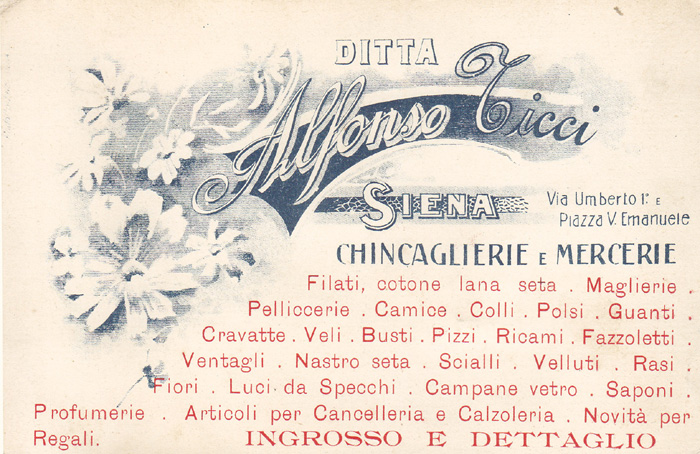 DITTA
Alfonso Ticci
SIENA
Via Umberto I.° E
Piazza V. Emanuele
CHINCAGLIERIE E MERCERIE
Filati, cotone lana seta . Maglierie .
Pelliccerie . Camice . Colli . Polsi . Guanti .
Cravatte . Veli . Busti . Pizzi . Ricami . Fazzoletti .
Ventagli . Nastro seta . Scialli . Velluti . Rasi .
Fiori . Luci da Specchi . Campane vetro . Saponi .
Profumerie . Articoli per Cancelleria e Calzoleria . Novità per
Regali. INGROSSO E DETTAGLIO